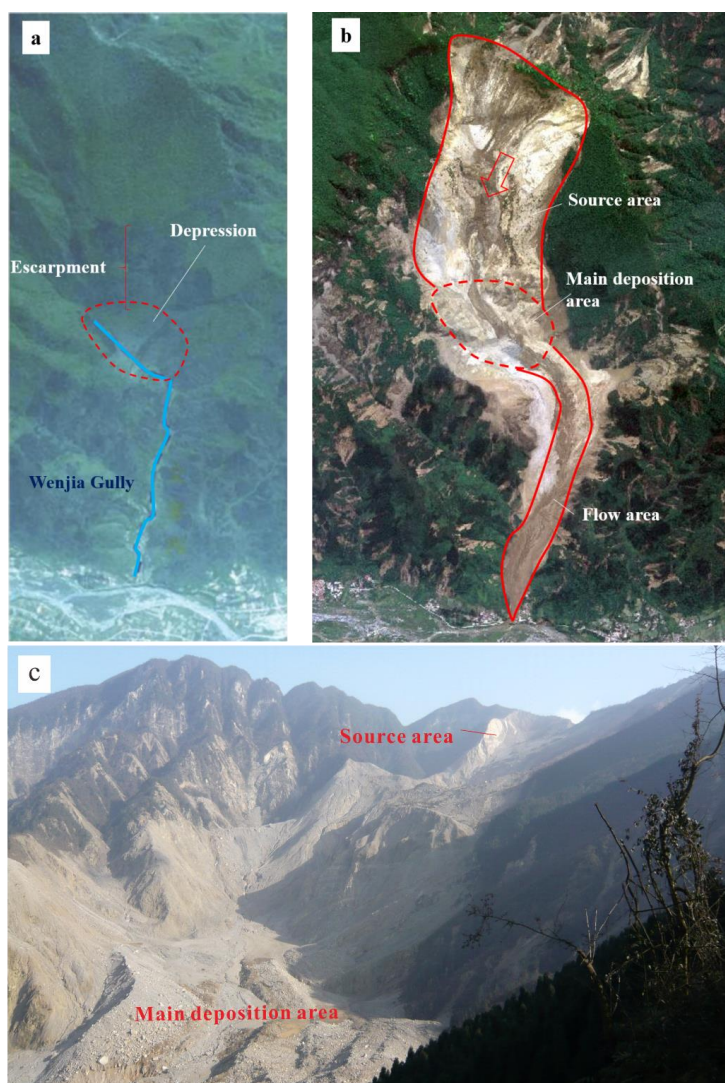 a
Depression
Escarpment
Wenjia Gully
b
Source area
Main deposition
area
Flow area
c
Source area
Main deposition area